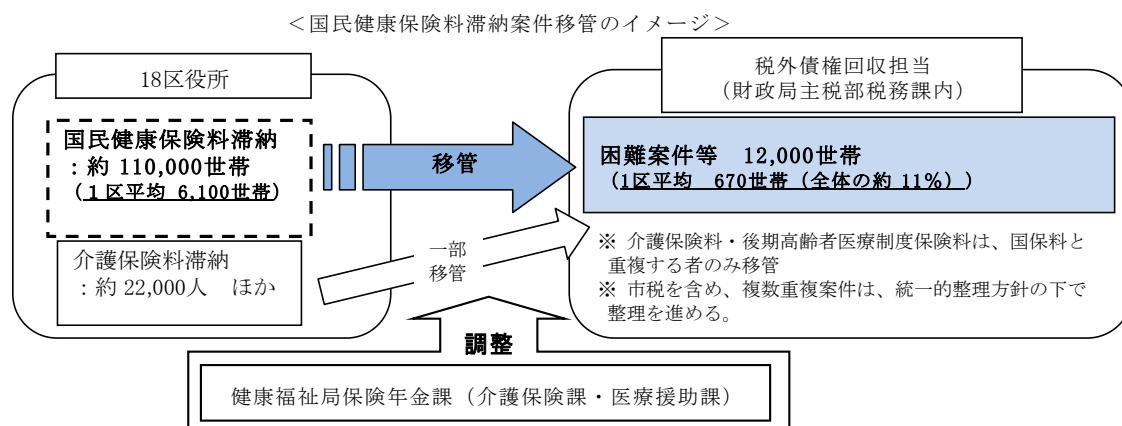 ＜国民健康保険料滞納案件移管のイメージ＞
18区役所
国民健康保険料滞納
：約 110,000世帯
（１区平均 6,100世帯）
介護保険料滞納
：約 22,000人　ほか
移管
一部
移管
税外債権回収担当
（財政局主税部税務課内）
困難案件等　12,000世帯
（1区平均　670世帯（全体の約 11%））
※ 介護保険料・後期高齢者医療制度保険料は、国保料と
重複する者のみ移管
※ 市税を含め、複数重複案件は、統一的整理方針の下で
整理を進める。
調整
健康福祉局保険年金課（介護保険課・医療援助課）